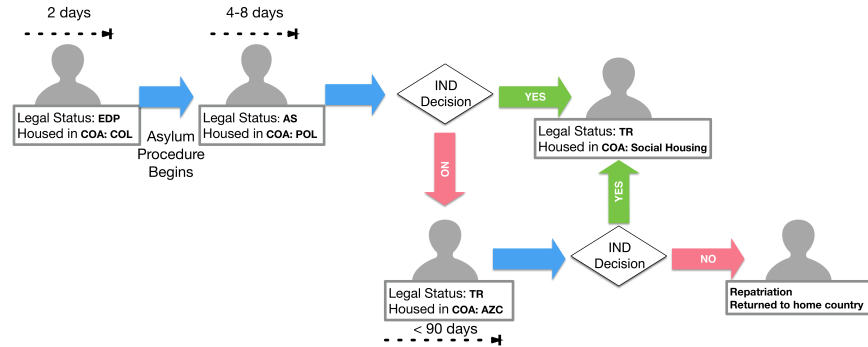 2 days
4-8 days
Legal Status: EDP
Housed in COA: COL
Asylum
Procedure
Begins
Legal Status: AS
Housed in COA: POL
IND
Decision
YES
Legal Status: TR
Housed in COA: Social Housing
NO
YES
Legal Status: TR
Housed in COA: AZC
< 90 days
IND
Decision
NO
Repatriation
Returned to home country